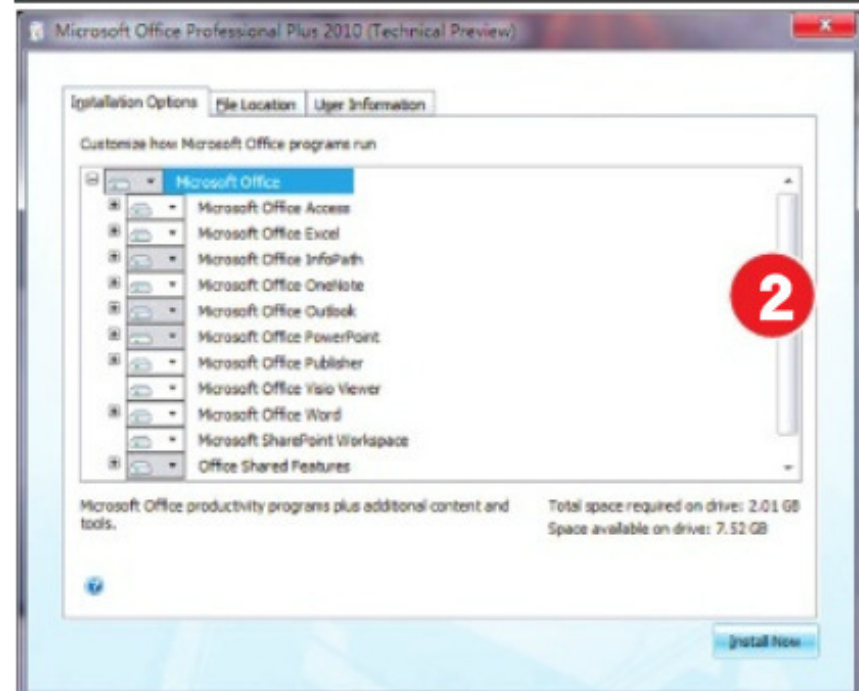 Microsoft Office Professional Plus 2010 (Technical Preview)
Installation Options File Location User Information
Customize how Microsoft Office programs run
Microsoft Office
Microsoft Office Access
Microsoft Office Excel
Microsoft Office InfoPath
Microsoft Office OneNote
Microsoft Office Outlook
2
Microsoft Office PowerPoint
Microsoft Office Publisher
Microsoft Office Visio Viewer
Microsoft Office Word
Microsoft SharePoint Workspace
Office Shared Features
Microsoft Office productivity programs plus additional content and tools.
Total space required on drive: 2.01 GB
Space available on drive: 7.52 GB
Install Now